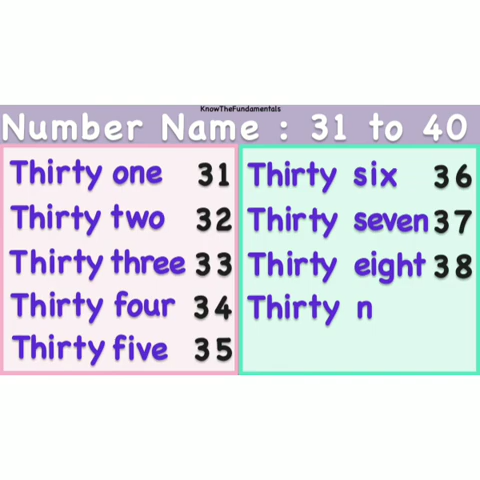 KnowTheFundamentals
Number Name : 31 to 40
Thirty one 31
Thirty two 32
Thirty three 33
Thirty four 34
Thirty five 35
Thirty six 36
Thirty seven 37
Thirty eight 38
Thirty n